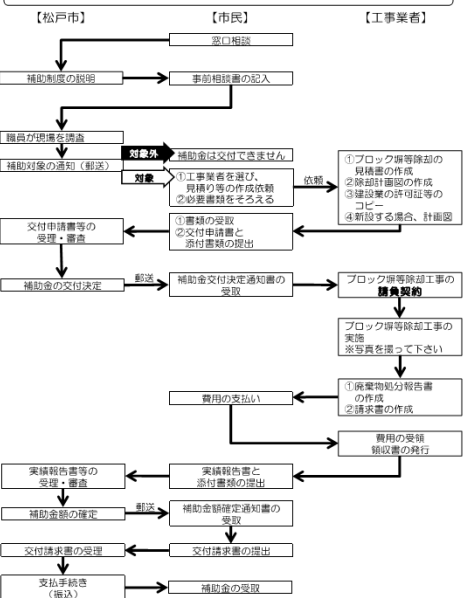 【松戸市】
【市民】
【工事業者】
窓口相談
補助制度の説明
事前相談書の記入
職員が現場を調査
補助対象の通知（郵送）
対象外
補助金は交付できません
対象
①工事業者を選び、
見積り等の作成依頼
②必要書類をそろえる
依頼
①ブロック塀等除却の
見積書の作成
②除却計画図の作成
③建設業の許可証等の
コピー
④新設する場合、計画図
①書類の受取
②交付申請書と
添付書類の提出
交付申請書等の
受理・審査
補助金の交付決定
郵送
補助金交付決定通知書の
受取
ブロック塀等除却工事の
請負契約
ブロック塀等除却工事の
実施
※写真を撮って下さい
①廃棄物処分報告書
の作成
②請求書の作成
費用の支払い
費用の受領
領収書の発行
実績報告書と
添付書類の提出
実績報告書等の
受理・審査
補助金額の確定
郵送
補助金額確定通知書の
受取
交付請求書の提出
交付請求書の受理
支払手続き
（振込）
補助金の受取